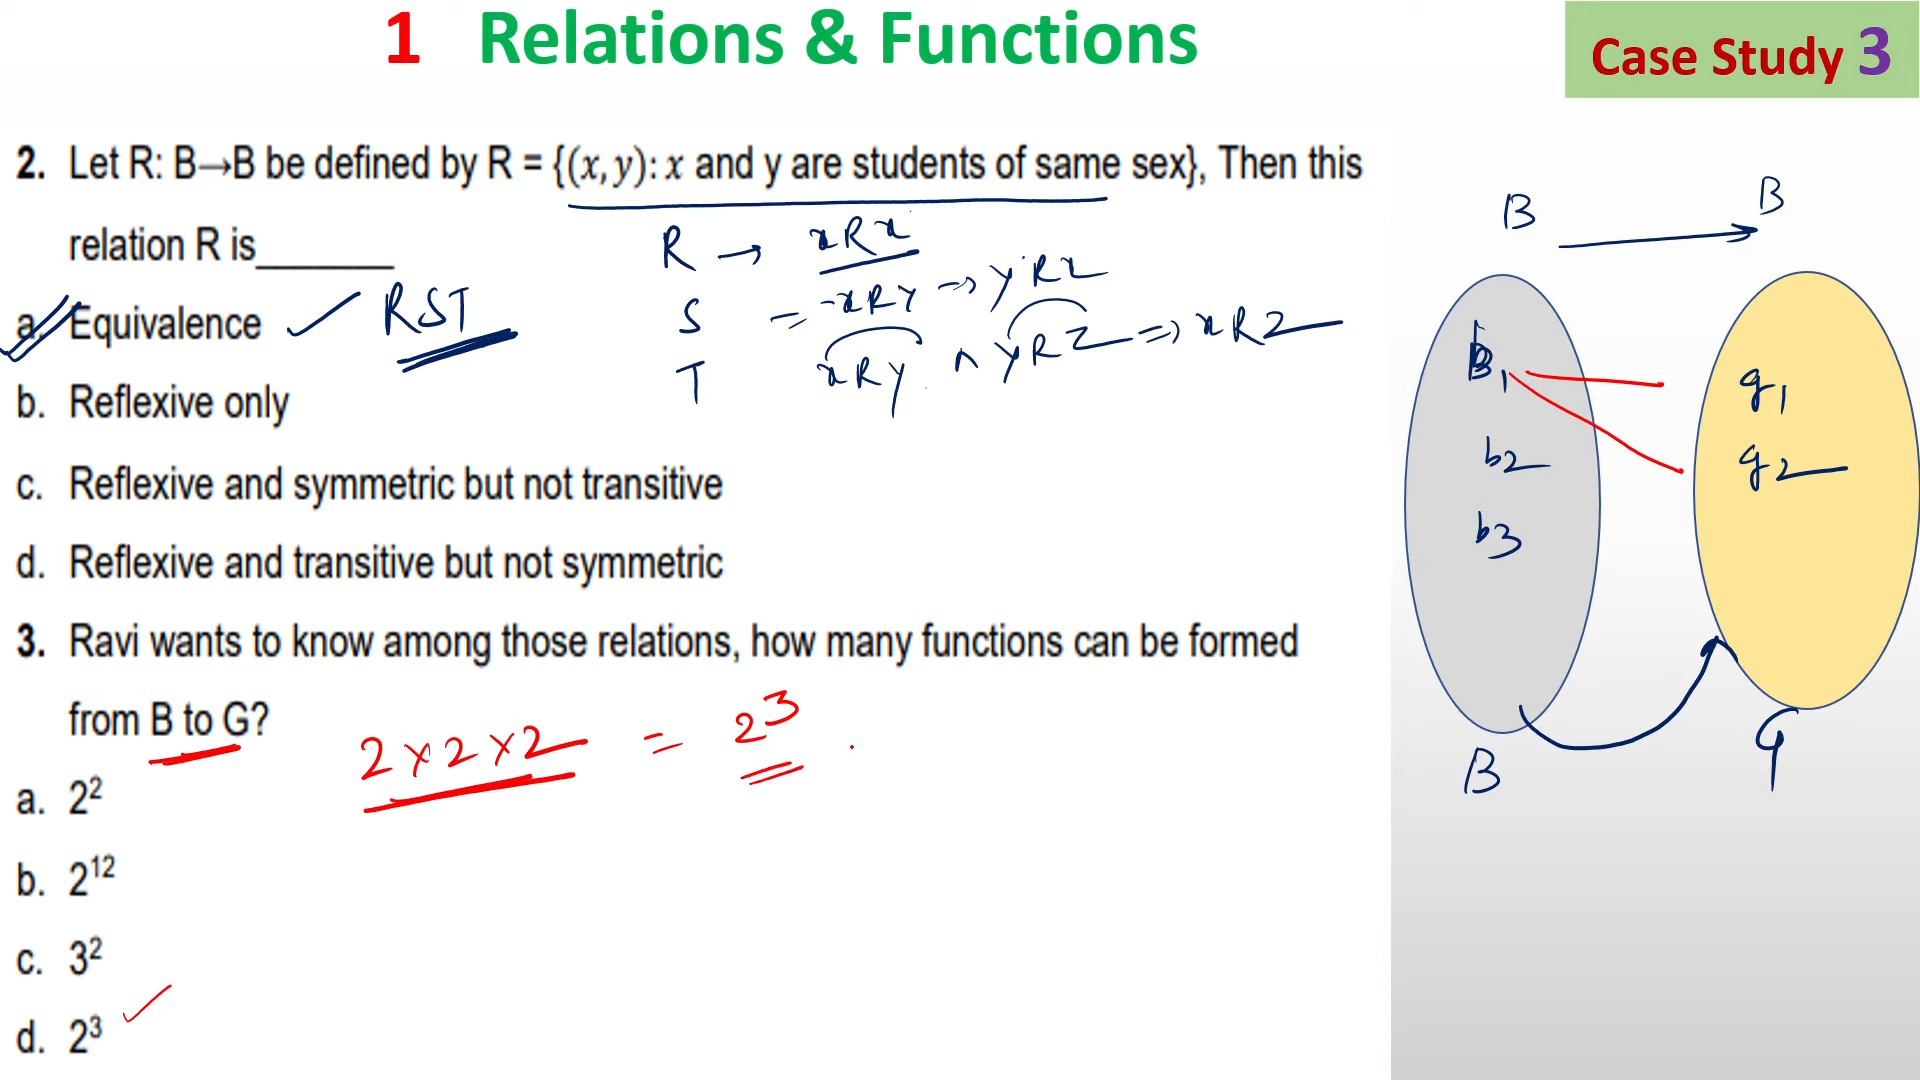 1 Relations & Functions
Case Study 3
2. Let R: B→B be defined by R = {(x, y): x and y are students of same sex}, Then this
relation R is_______
R → xRx
a. Equivalence ✓ RST
S = xRy → yRx
T xRy ∧ yRz ⇒ xRz
b. Reflexive only
c. Reflexive and symmetric but not transitive
d. Reflexive and transitive but not symmetric
3. Ravi wants to know among those relations, how many functions can be formed
from B to G?
2 × 2 × 2 = 2³
a. 2²
b. 2¹²
c. 3²
d. 2³ ✓
B → B
b₁
b2
b3
B
g₁
g2
G